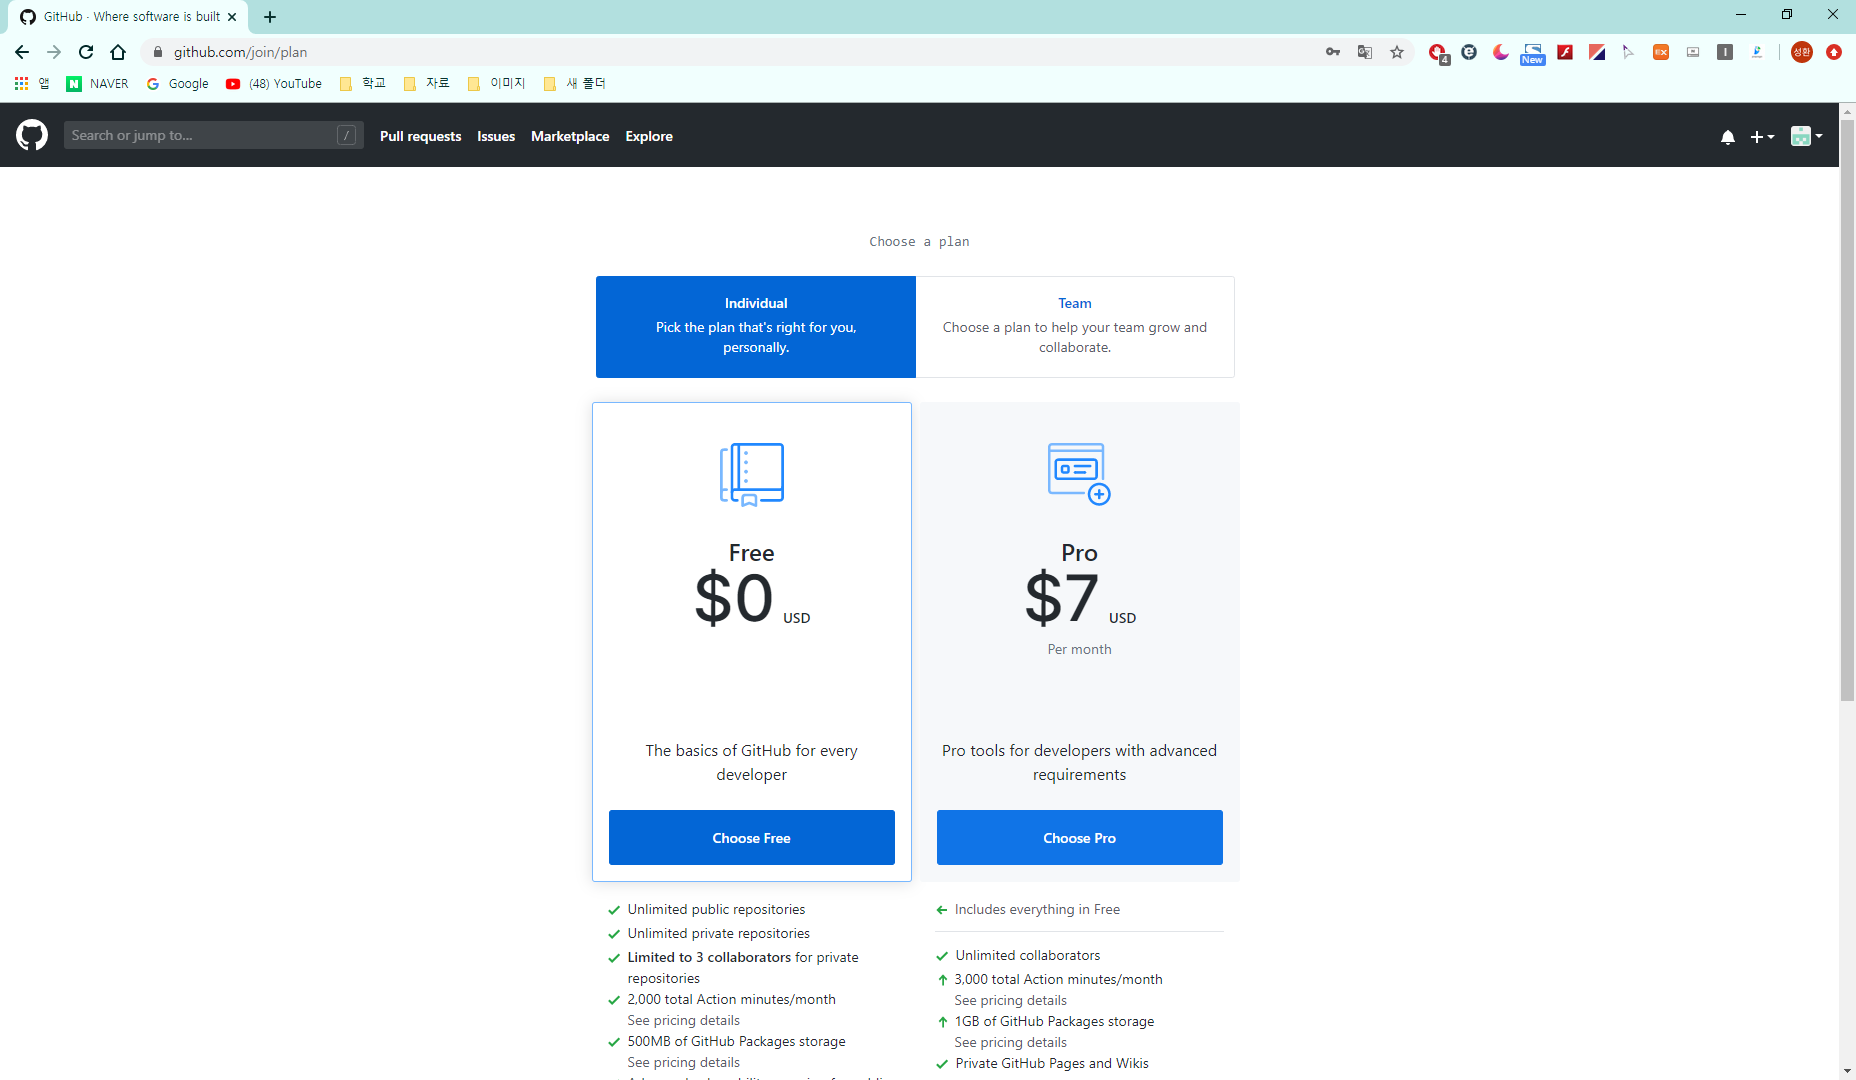 GitHub · Where software is built
github.com/join/plan
4
New
EX
성환
앱
NAVER
Google
(48) YouTube
학교
자료
이미지
새 폴더
Search or jump to...
/
Pull requests
Issues
Marketplace
Explore
Choose a plan
Individual
Pick the plan that's right for you,
personally.
Team
Choose a plan to help your team grow and
collaborate.
Free
$0 USD
The basics of GitHub for every
developer
Choose Free
Unlimited public repositories
Unlimited private repositories
Limited to 3 collaborators for private
repositories
2,000 total Action minutes/month
See pricing details
500MB of GitHub Packages storage
See pricing details
Pro
$7 USD
Per month
Pro tools for developers with advanced
requirements
Choose Pro
Includes everything in Free
Unlimited collaborators
3,000 total Action minutes/month
See pricing details
1GB of GitHub Packages storage
See pricing details
Private GitHub Pages and Wikis